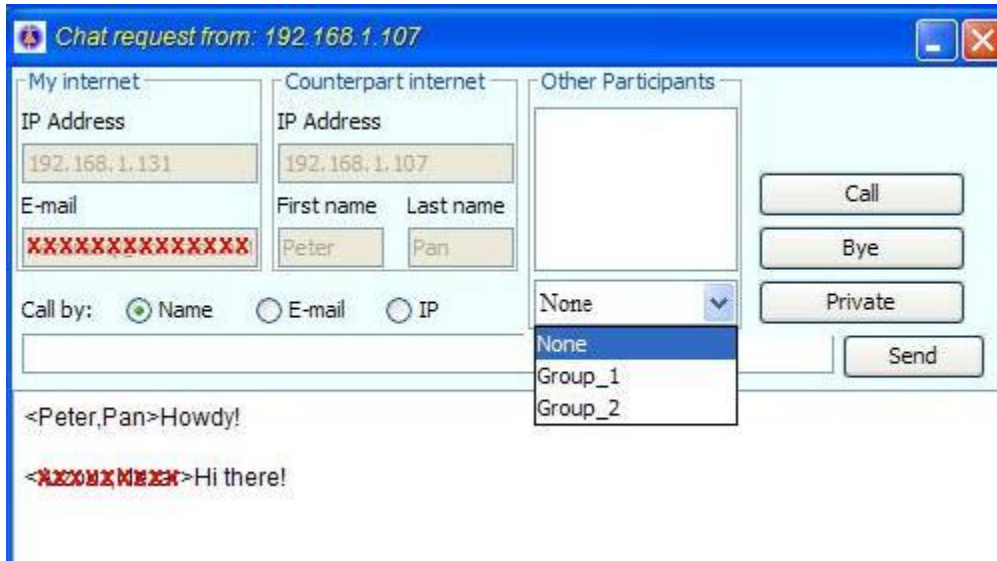 Chat request from: 192.168.1.107
My internet
Counterpart internet
Other Participants
IP Address
IP Address
192.168.1.131
192.168.1.107
E-mail
First name
Last name
XXXXXXXXXXXXXX
Peter
Pan
Call
Bye
Private
Call by:
Name
E-mail
IP
None
None
Group_1
Group_2
Send
<Peter,Pan>Howdy!
>Hi there!